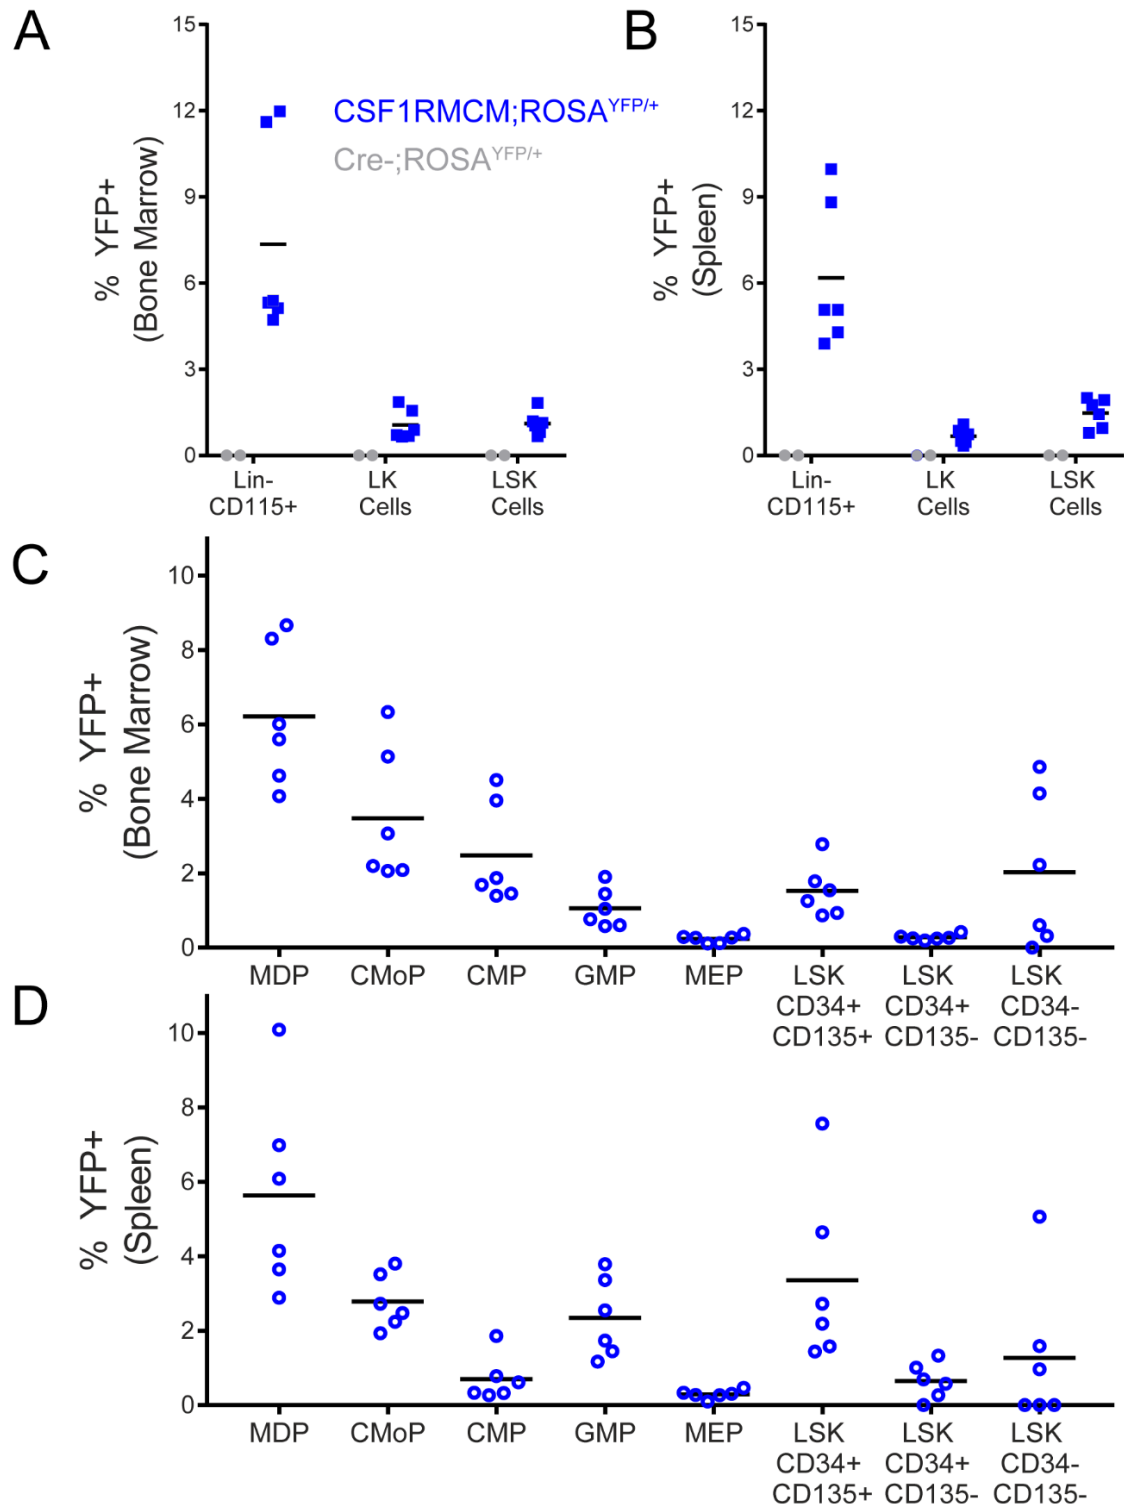 A
15
12
9
6
3
0
% YFP+
(Bone Marrow)
CSF1RMCM;ROSA^YFP/+
Cre-;ROSA^YFP/+
Lin- LK LSK
CD115+ Cells Cells
B
15
12
9
6
3
0
% YFP+
(Spleen)
Lin- LK LSK
CD115+ Cells Cells
C
10
8
6
4
2
0
% YFP+
(Bone Marrow)
MDP CMoP CMP GMP MEP LSK LSK LSK
CD34+ CD34+ CD34-
CD135+ CD135- CD135-
D
10
8
6
4
2
0
% YFP+
(Spleen)
MDP CMoP CMP GMP MEP LSK LSK LSK
CD34+ CD34+ CD34-
CD135+ CD135- CD135-